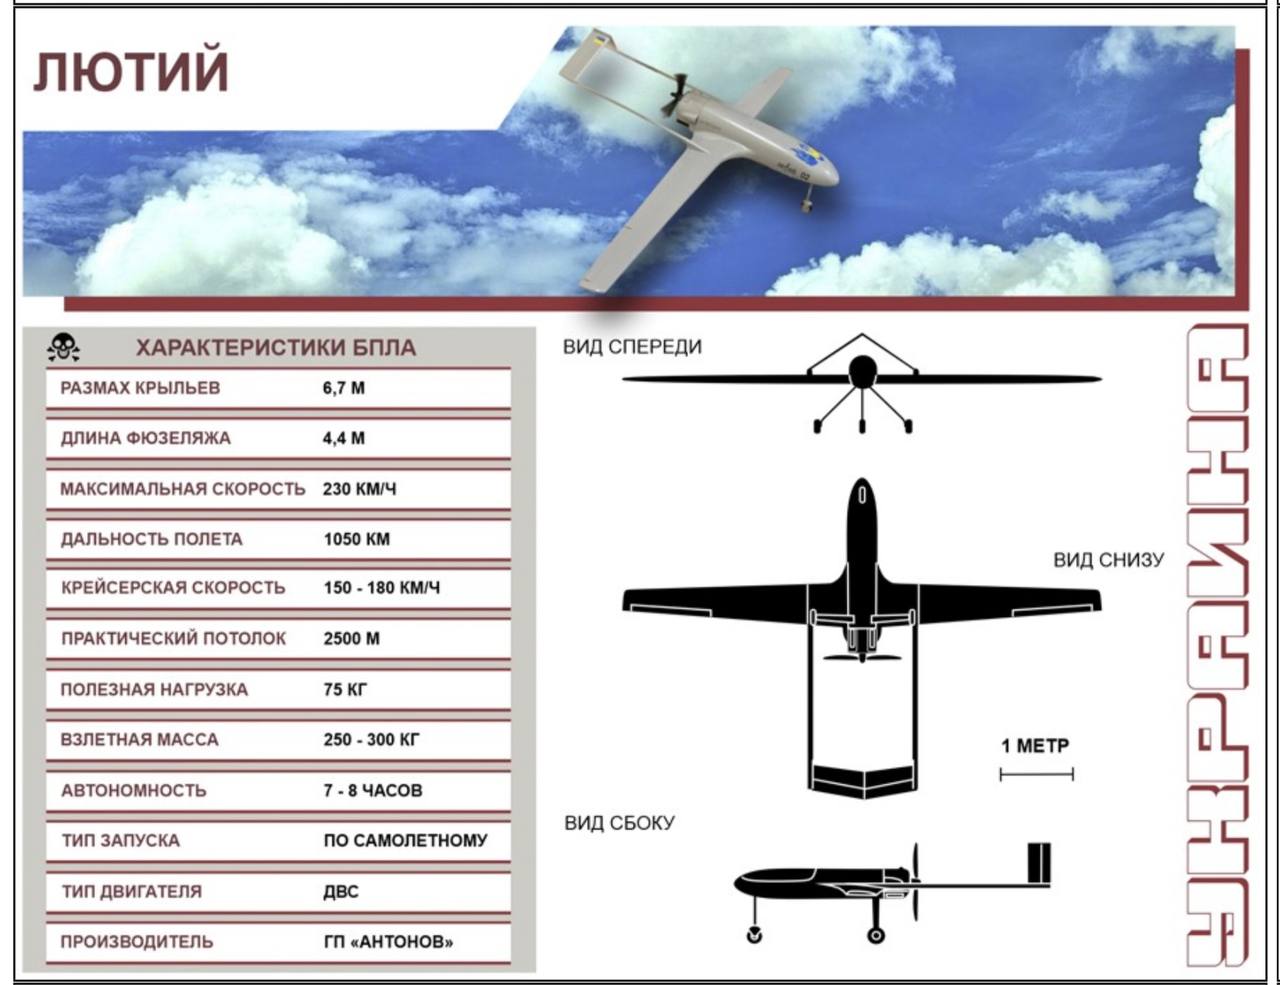 ЛЮТИЙ
ХАРАКТЕРИСТИКИ БПЛА
РАЗМАХ КРЫЛЬЕВ 6,7 М
ДЛИНА ФЮЗЕЛЯЖА 4,4 М
МАКСИМАЛЬНАЯ СКОРОСТЬ 230 КМ/Ч
ДАЛЬНОСТЬ ПОЛЕТА 1050 КМ
КРЕЙСЕРСКАЯ СКОРОСТЬ 150 - 180 КМ/Ч
ПРАКТИЧЕСКИЙ ПОТОЛОК 2500 М
ПОЛЕЗНАЯ НАГРУЗКА 75 КГ
ВЗЛЕТНАЯ МАССА 250 - 300 КГ
АВТОНОМНОСТЬ 7 - 8 ЧАСОВ
ТИП ЗАПУСКА ПО САМОЛЕТНОМУ
ТИП ДВИГАТЕЛЯ ДВС
ПРОИЗВОДИТЕЛЬ ГП «АНТОНОВ»
ВИД СПЕРЕДИ
ВИД СНИЗУ
1 МЕТР
ВИД СБОКУ
УКРАИНА